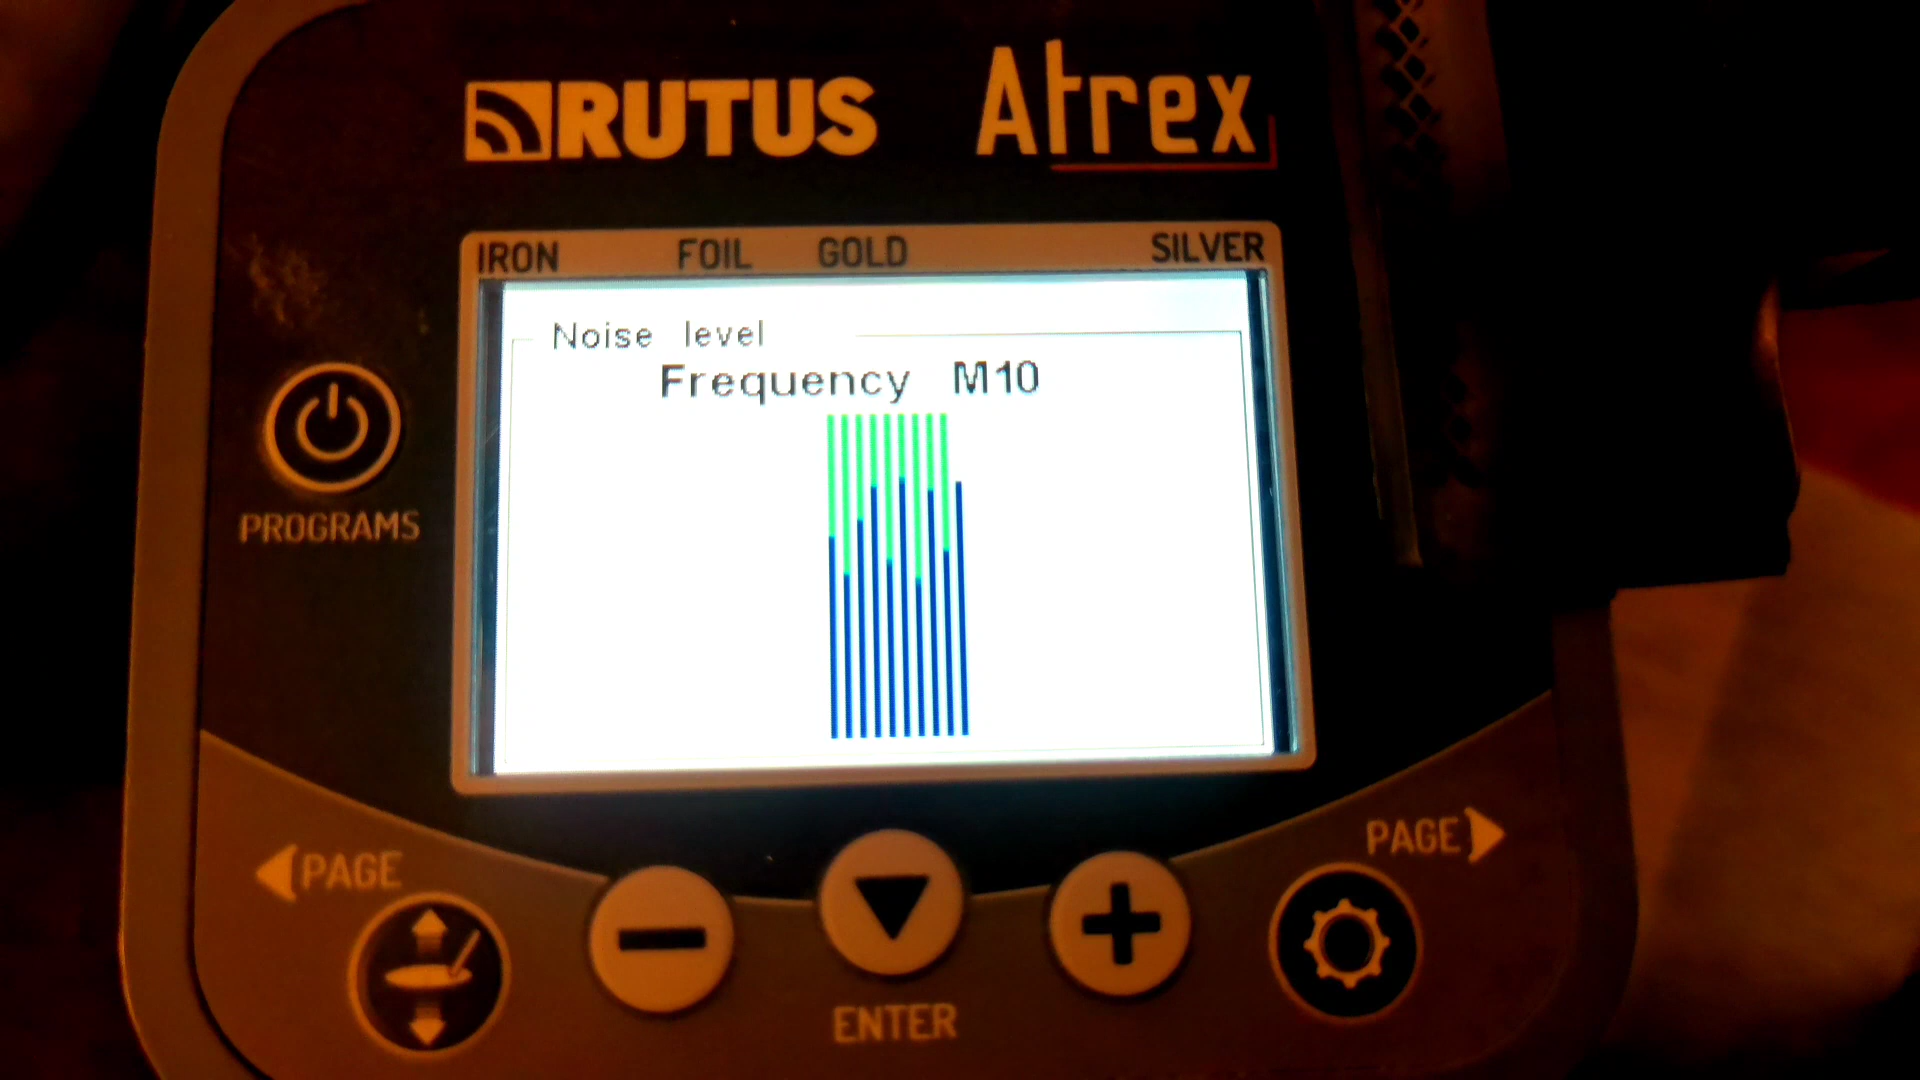 RUTUS Atrex
IRON FOIL GOLD SILVER
Noise level
Frequency M10
PROGRAMS
PAGE
PAGE
ENTER